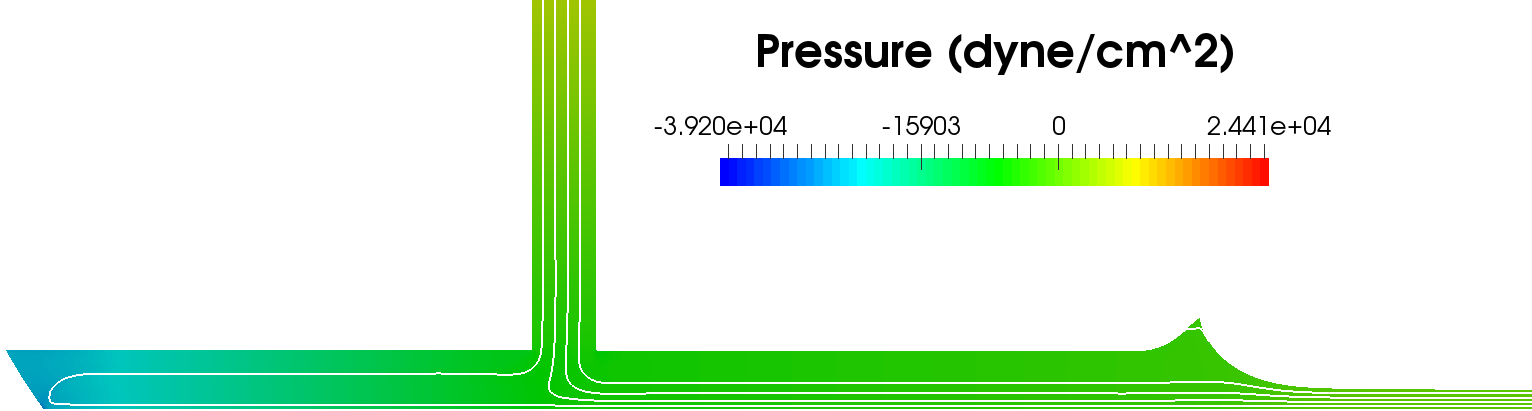 Pressure (dyne/cm^2)
-3.920e+04 -15903 0 2.441e+04